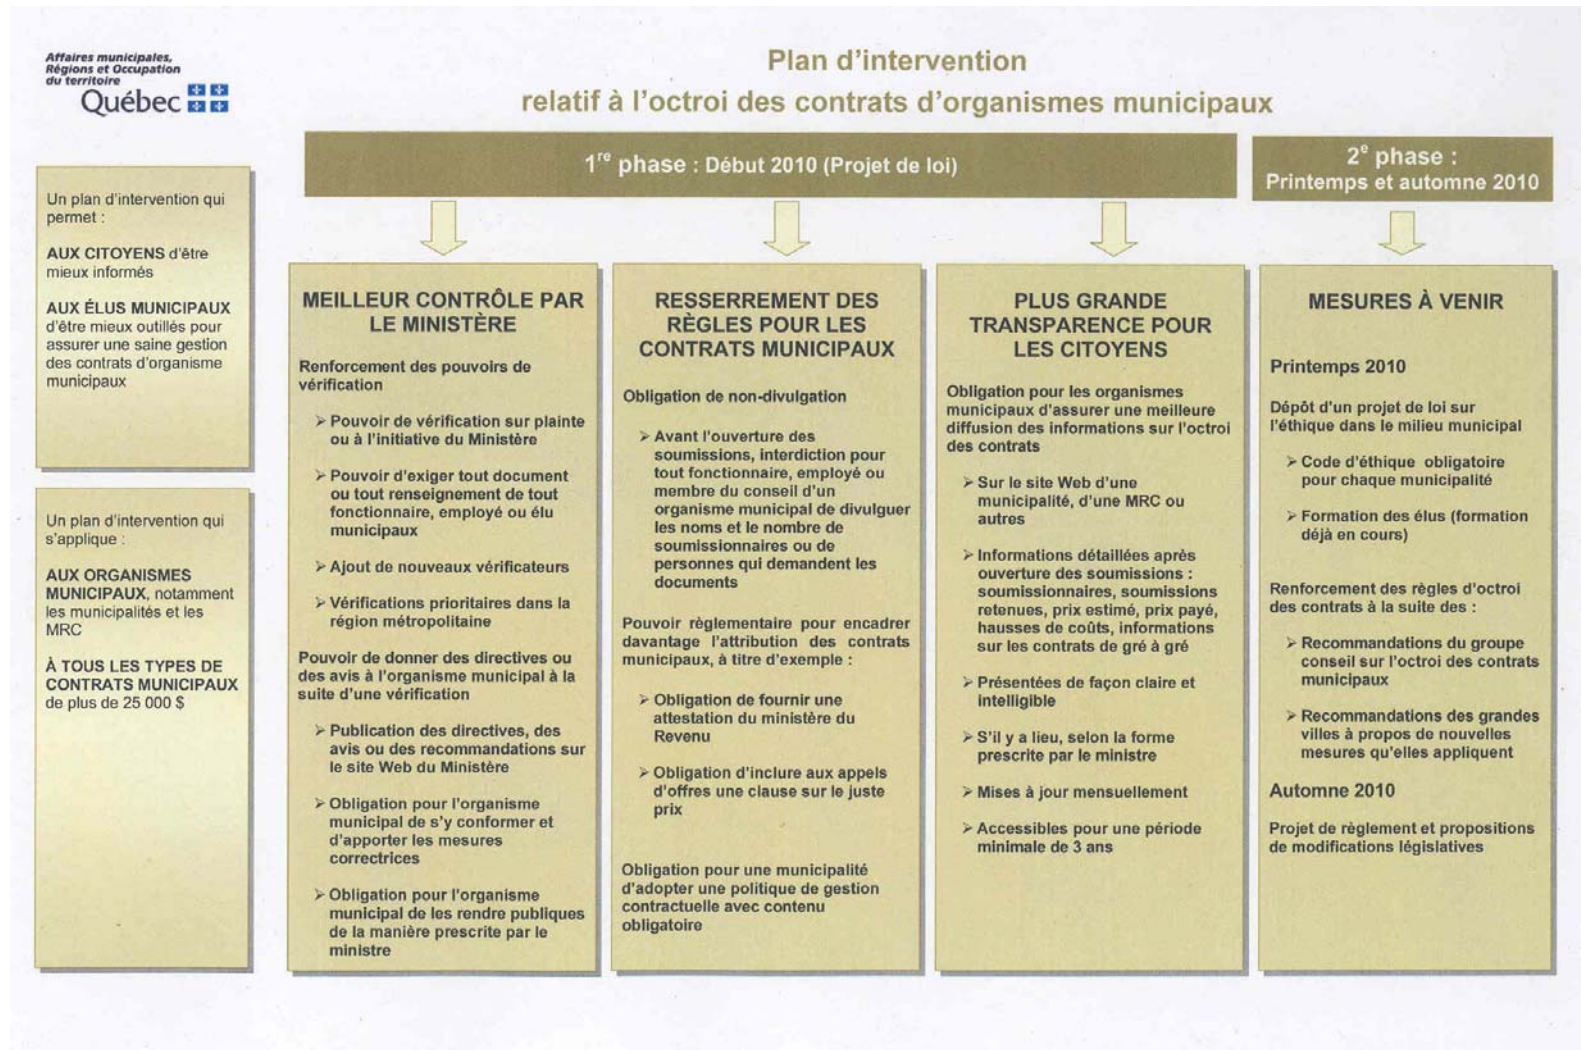 Affaires municipales,
Régions et Occupation
du territoire
Québec
Plan d'intervention
relatif à l'octroi des contrats d'organismes municipaux
1re phase : Début 2010 (Projet de loi)
2e phase :
Printemps et automne 2010
Un plan d'intervention qui
permet :
AUX CITOYENS d'être
mieux informés
AUX ÉLUS MUNICIPAUX
d'être mieux outillés pour
assurer une saine gestion
des contrats d'organisme
municipaux
Un plan d'intervention qui
s'applique :
AUX ORGANISMES
MUNICIPAUX, notamment
les municipalités et les
MRC
À TOUS LES TYPES DE
CONTRATS MUNICIPAUX
de plus de 25 000 $
MEILLEUR CONTRÔLE PAR
LE MINISTÈRE
Renforcement des pouvoirs de
vérification
➢ Pouvoir de vérification sur plainte
ou à l'initiative du Ministère
➢ Pouvoir d'exiger tout document
ou tout renseignement de tout
fonctionnaire, employé ou élu
municipaux
➢ Ajout de nouveaux vérificateurs
➢ Vérifications prioritaires dans la
région métropolitaine
Pouvoir de donner des directives ou
des avis à l'organisme municipal à la
suite d'une vérification
➢ Publication des directives, des
avis ou des recommandations sur
le site Web du Ministère
➢ Obligation pour l'organisme
municipal de s'y conformer et
d'apporter les mesures
correctrices
➢ Obligation pour l'organisme
municipal de les rendre publiques
de la manière prescrite par le
ministre
RESSERREMENT DES
RÈGLES POUR LES
CONTRATS MUNICIPAUX
Obligation de non-divulgation
➢ Avant l'ouverture des
soumissions, interdiction pour
tout fonctionnaire, employé ou
membre du conseil d'un
organisme municipal de divulguer
les noms et le nombre de
soumissionnaires ou de
personnes qui demandent les
documents
Pouvoir règlementaire pour encadrer
davantage l'attribution des contrats
municipaux, à titre d'exemple :
➢ Obligation de fournir une
attestation du ministère du
Revenu
➢ Obligation d'inclure aux appels
d'offres une clause sur le juste
prix
Obligation pour une municipalité
d'adopter une politique de gestion
contractuelle avec contenu
obligatoire
PLUS GRANDE
TRANSPARENCE POUR
LES CITOYENS
Obligation pour les organismes
municipaux d'assurer une meilleure
diffusion des informations sur l'octroi
des contrats
➢ Sur le site Web d'une
municipalité, d'une MRC ou
autres
➢ Informations détaillées après
ouverture des soumissions :
soumissionnaires, soumissions
retenues, prix estimé, prix payé,
hausses de coûts, informations
sur les contrats de gré à gré
➢ Présentées de façon claire et
intelligible
➢ S'il y a lieu, selon la forme
prescrite par le ministre
➢ Mises à jour mensuellement
➢ Accessibles pour une période
minimale de 3 ans
MESURES À VENIR
Printemps 2010
Dépôt d'un projet de loi sur
l'éthique dans le milieu municipal
➢ Code d'éthique obligatoire
pour chaque municipalité
➢ Formation des élus (formation
déjà en cours)
Renforcement des règles d'octroi
des contrats à la suite des :
➢ Recommandations du groupe
conseil sur l'octroi des contrats
municipaux
➢ Recommandations des grandes
villes à propos de nouvelles
mesures qu'elles appliquent
Automne 2010
Projet de règlement et propositions
de modifications législatives